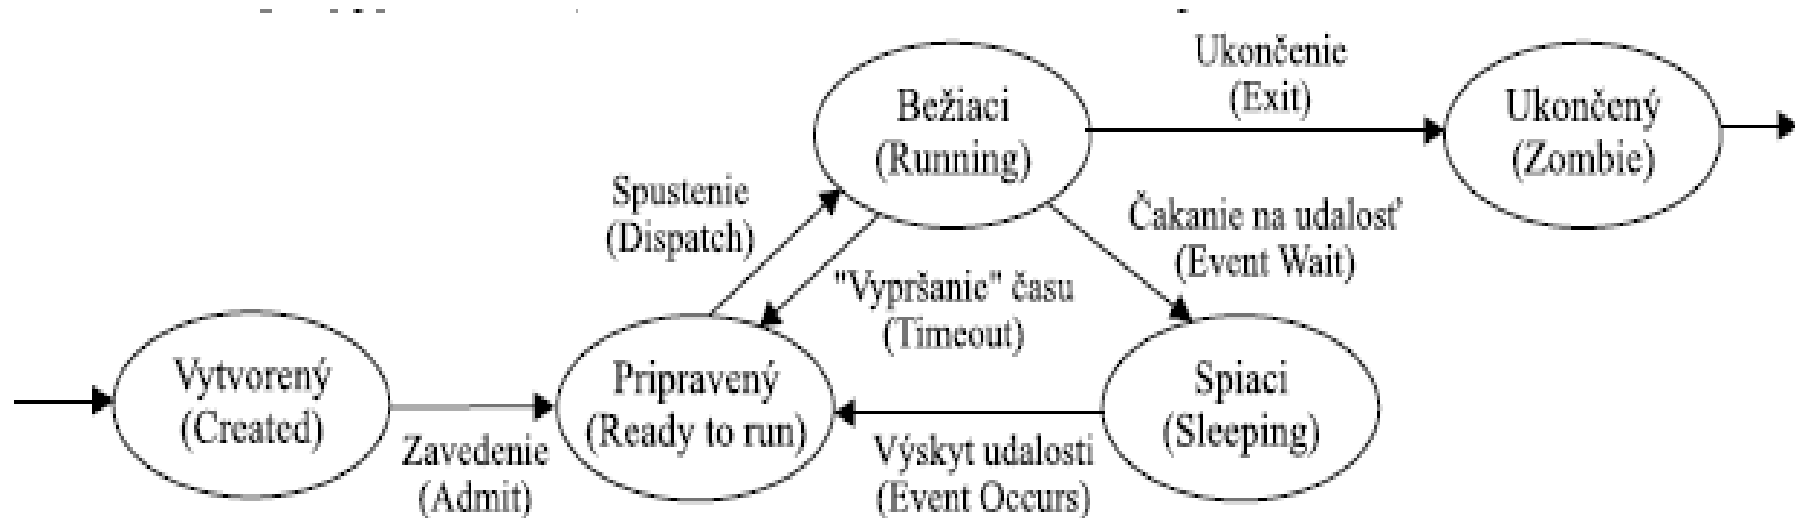 Bežiaci
(Running)
Ukončenie
(Exit)
Ukončený
(Zombie)
Spustenie
(Dispatch)
"Vypršanie" času
(Timeout)
Čakanie na udalosť
(Event Wait)
Vytvorený
(Created)
Zavedenie
(Admit)
Pripravený
(Ready to run)
Výskyt udalosti
(Event Occurs)
Spiaci
(Sleeping)